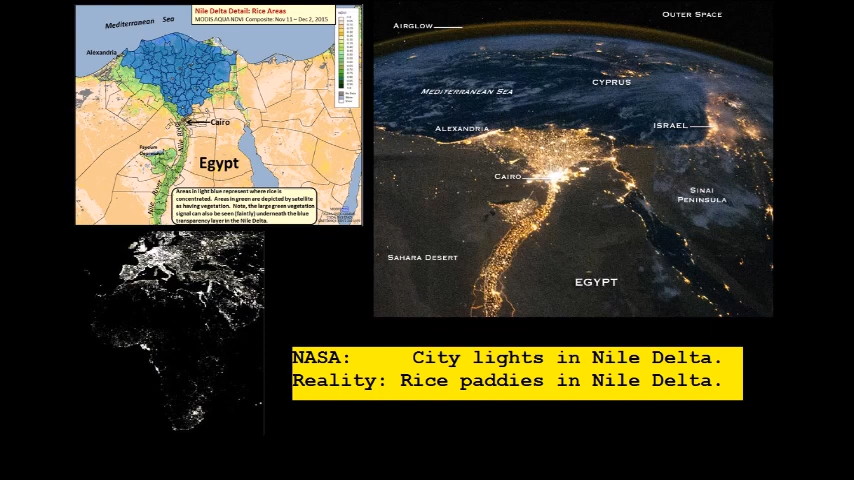 Mediterranean Sea
Nile Delta Detail: Rice Areas
MODIS AQUA NDVI Composite: Nov 11 – Dec 2, 2015
Alexandria
Cairo
Nile River
Egypt
Areas in light blue represent where rice is
concentrated. Areas in green are depicted by satellite
as having vegetation. Note, the large green vegetation
signal can also be seen (faintly) underneath the blue
transparency layer in the Nile Delta.
AIRGLOW
OUTER SPACE
CYPRUS
MEDITERRANEAN SEA
ALEXANDRIA
ISRAEL
CAIRO
SINAI
PENINSULA
SAHARA DESERT
EGYPT
NASA: City lights in Nile Delta.
Reality: Rice paddies in Nile Delta.